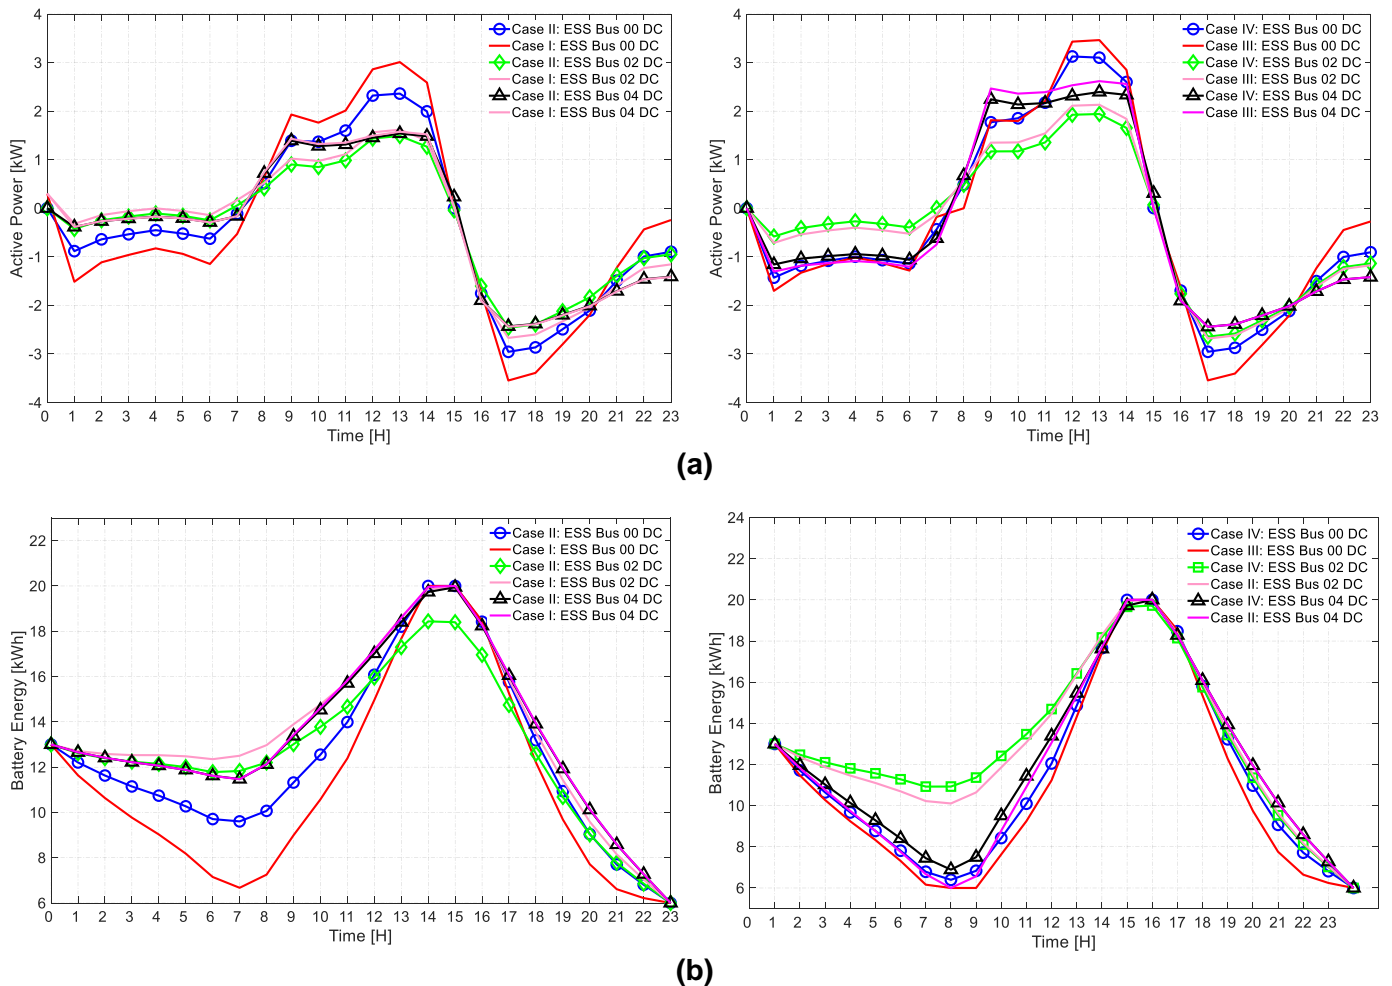 4
3
2
1
0
-1
-2
-3
-4
Active Power [kW]
Case II: ESS Bus 00 DC
Case I: ESS Bus 00 DC
Case II: ESS Bus 02 DC
Case I: ESS Bus 02 DC
Case II: ESS Bus 04 DC
Case I: ESS Bus 04 DC
0 1 2 3 4 5 6 7 8 9 10 11 12 13 14 15 16 17 18 19 20 21 22 23
Time [H]
4
3
2
1
0
-1
-2
-3
-4
Active Power [kW]
Case IV: ESS Bus 00 DC
Case III: ESS Bus 00 DC
Case IV: ESS Bus 02 DC
Case III: ESS Bus 02 DC
Case IV: ESS Bus 04 DC
Case III: ESS Bus 04 DC
0 1 2 3 4 5 6 7 8 9 10 11 12 13 14 15 16 17 18 19 20 21 22 23
Time [H]
(a)
22
20
18
16
14
12
10
8
6
Battery Energy [kWh]
Case II: ESS Bus 00 DC
Case I: ESS Bus 00 DC
Case II: ESS Bus 02 DC
Case I: ESS Bus 02 DC
Case II: ESS Bus 04 DC
Case I: ESS Bus 04 DC
0 1 2 3 4 5 6 7 8 9 10 11 12 13 14 15 16 17 18 19 20 21 22 23
Time [H]
24
22
20
18
16
14
12
10
8
6
Battery Energy [kWh]
Case IV: ESS Bus 00 DC
Case III: ESS Bus 00 DC
Case IV: ESS Bus 02 DC
Case II: ESS Bus 02 DC
Case IV: ESS Bus 04 DC
Case II: ESS Bus 04 DC
0 1 2 3 4 5 6 7 8 9 10 11 12 13 14 15 16 17 18 19 20 21 22 23
Time [H]
(b)